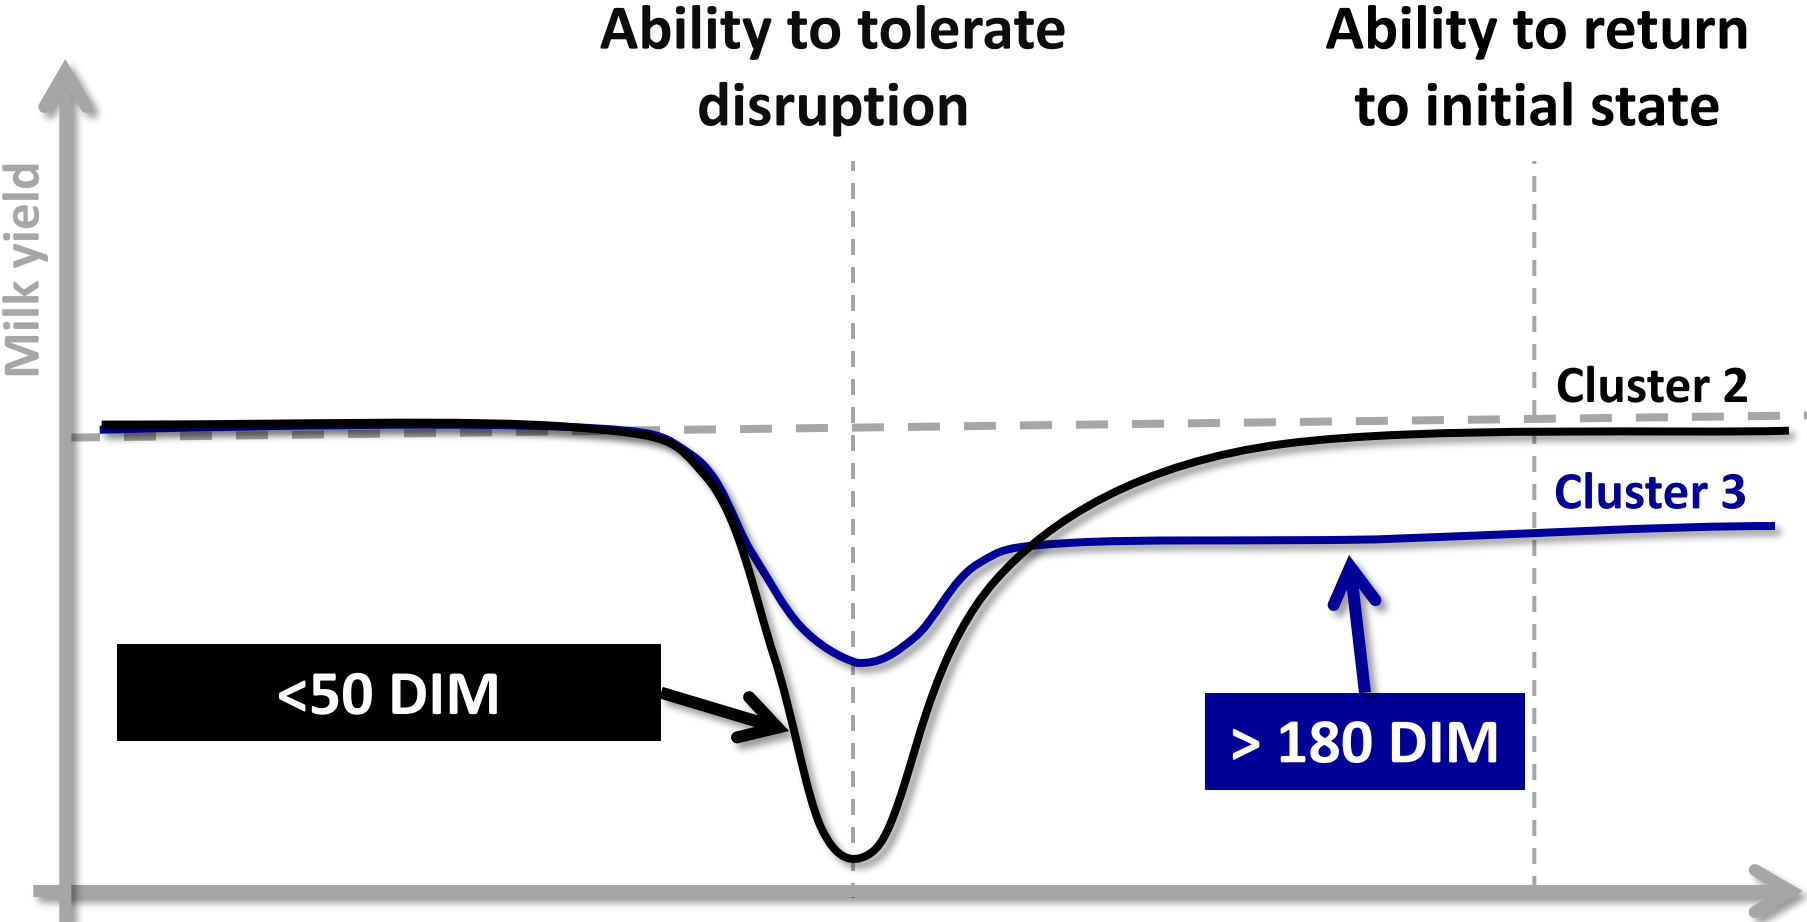 Ability to tolerate
disruption
Ability to return
to initial state
Milk yield
Cluster 2
Cluster 3
<50 DIM
> 180 DIM